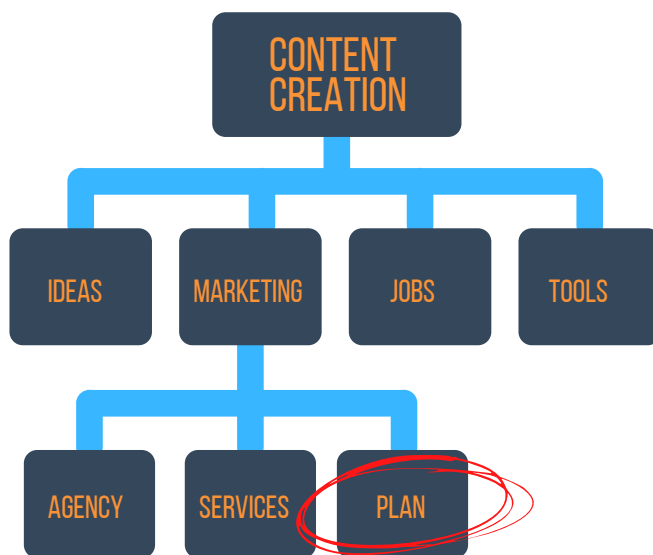 CONTENT
CREATION
IDEAS
MARKETING
JOBS
TOOLS
AGENCY
SERVICES
PLAN